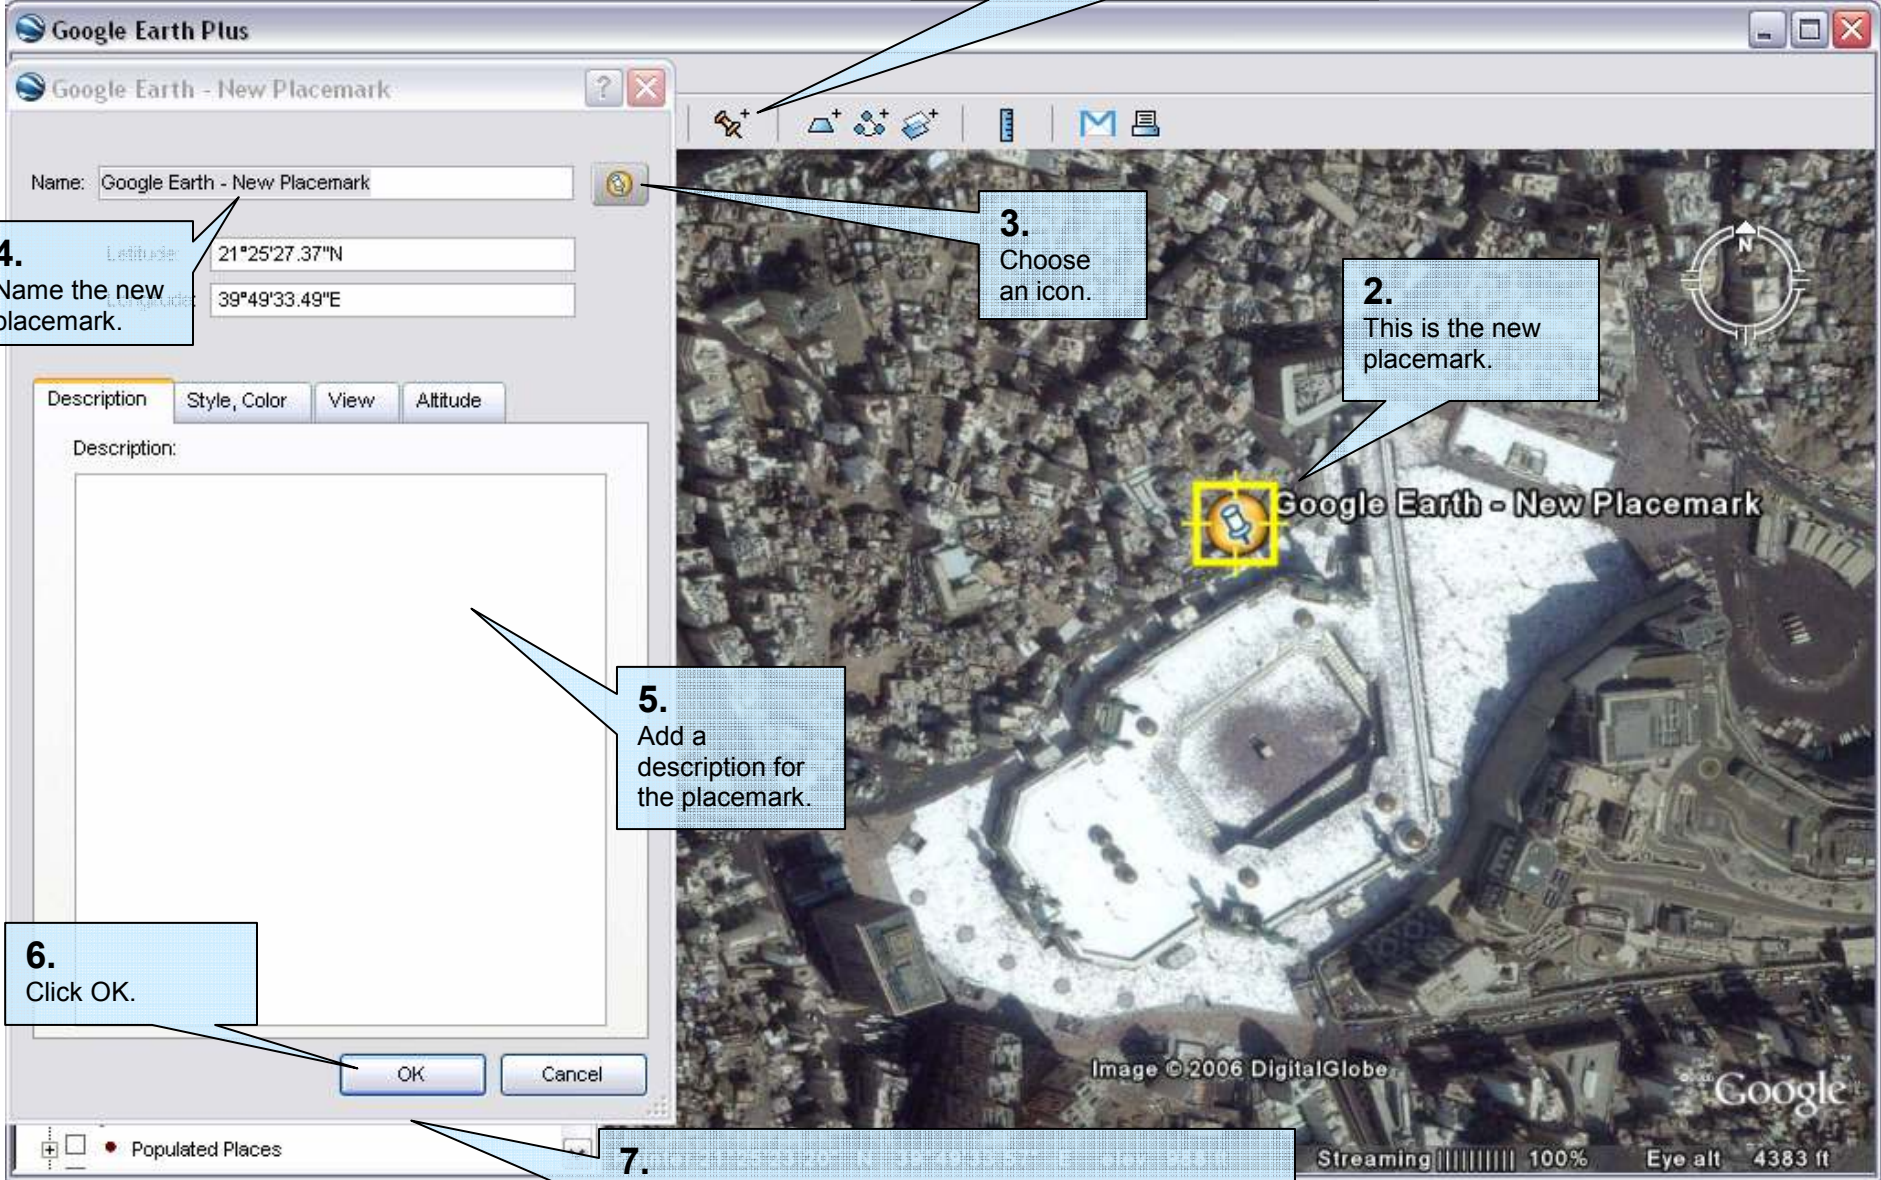 Google Earth Plus
Google Earth - New Placemark
Name: Google Earth - New Placemark
3.
Choose
an icon.
4.
Name the new
placemark.
Latitude: 21°25'27.37"N
Longitude: 39°49'33.49"E
N
2.
This is the new
placemark.
Description
Style, Color
View
Altitude
Description:
Google Earth - New Placemark
5.
Add a
description for
the placemark.
6.
Click OK.
OK
Cancel
Image © 2006 DigitalGlobe
Google
Populated Places
7.
Streaming |||||||||| 100%
Eye alt 4383 ft